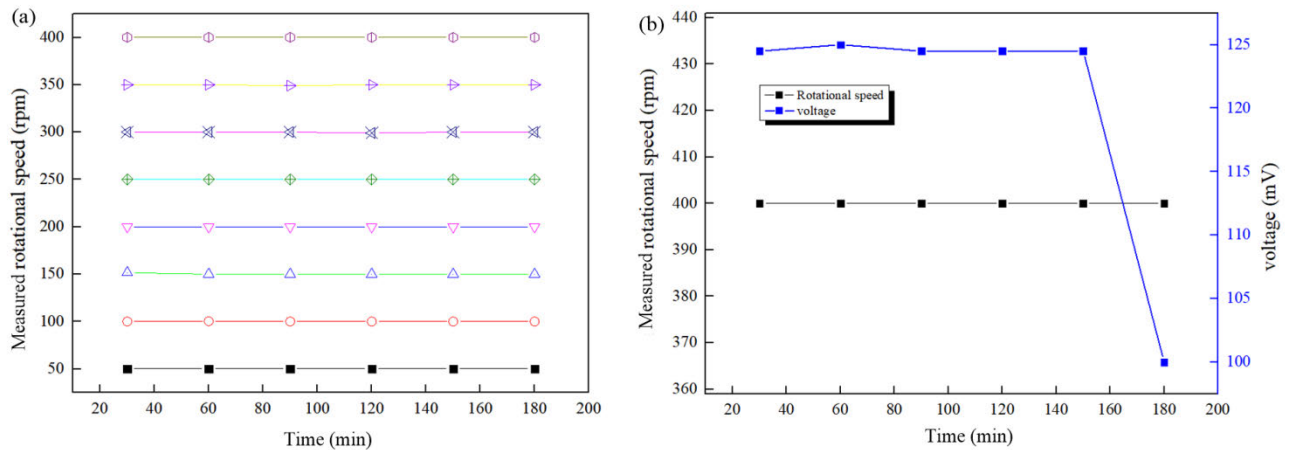 (a)
Measured rotational speed (rpm)
400
350
300
250
200
150
100
50
20 40 60 80 100 120 140 160 180 200
Time (min)
(b)
Measured rotational speed (rpm)
440
430
420
410
400
390
380
370
360
Rotational speed
voltage
125
120
115
110
105
100
voltage (mV)
20 40 60 80 100 120 140 160 180 200
Time (min)